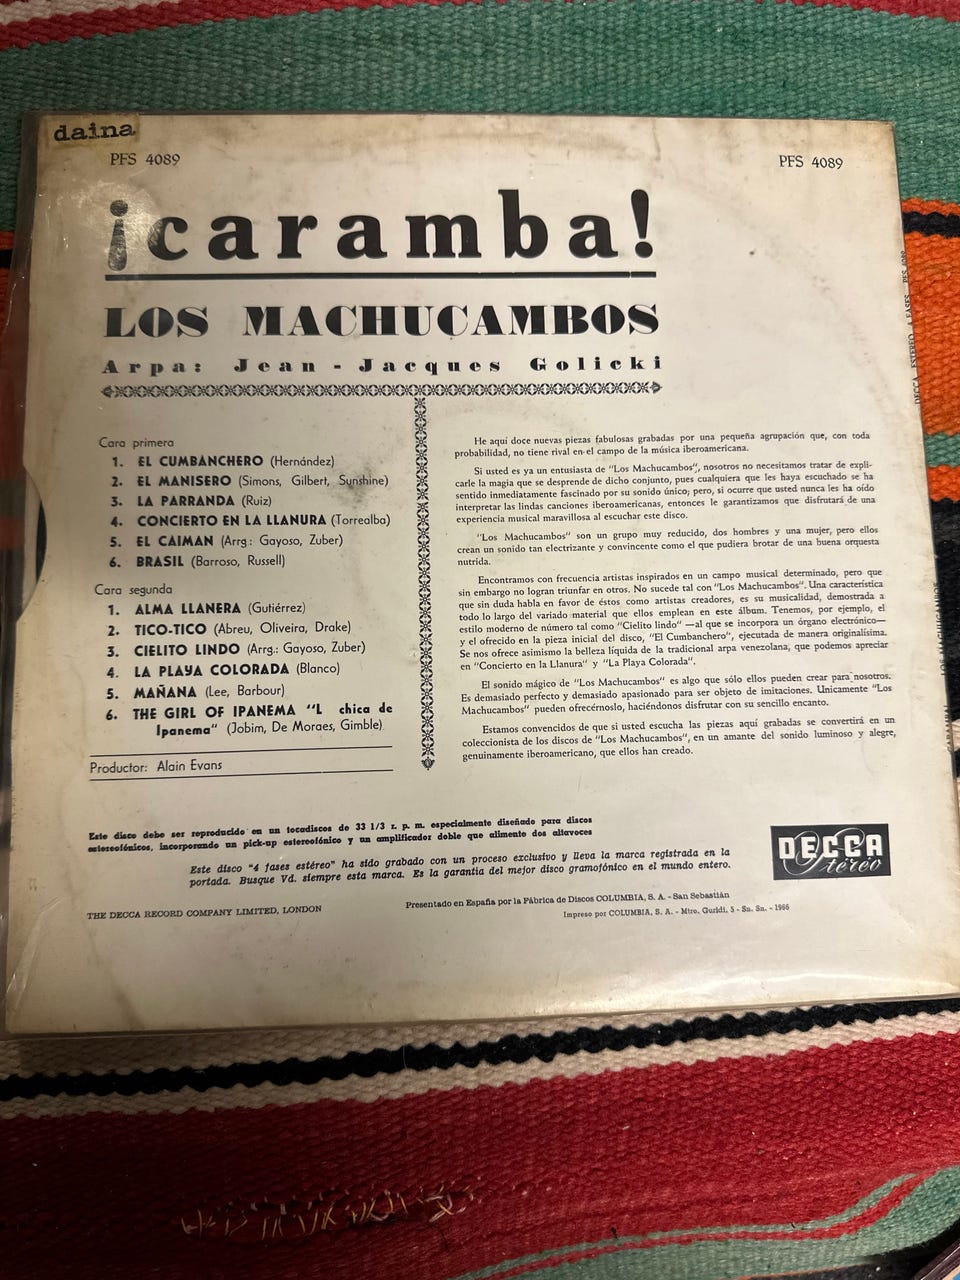 daina
PFS 4089
PFS 4089
¡caramba!
LOS MACHUCAMBOS
Arpa: Jean - Jacques Golicki
Cara primera
1. EL CUMBANCHERO (Hernández)
2. EL MANISERO (Simons, Gilbert, Sunshine)
3. LA PARRANDA (Ruiz)
4. CONCIERTO EN LA LLANURA (Torrealba)
5. EL CAIMAN (Arrg: Gayoso, Zuber)
6. BRASIL (Barroso, Russell)
Cara segunda
1. ALMA LLANERA (Gutiérrez)
2. TICO-TICO (Abreu, Oliveira, Drake)
3. CIELITO LINDO (Arrg.: Gayoso, Zuber)
4. LA PLAYA COLORADA (Blanco)
5. MAÑANA (Lee, Barbour)
6. THE GIRL OF IPANEMA "L chica de
Ipanema" (Jobim, De Moraes, Gimble)
Productor: Alain Evans
He aquí doce nuevas piezas fabulosas grabadas por una pequeña agrupación que, con toda
probabilidad, no tiene rival en el campo de la música iberoamericana.
Si usted es ya un entusiasta de "Los Machucambos", nosotros no necesitamos tratar de expli-
carle la magia que se desprende de dicho conjunto, pues cualquiera que les haya escuchado se ha
sentido inmediatamente fascinado por su sonido único; pero, si ocurre que usted nunca les ha oído
interpretar las lindas canciones iberoamericanas, entonces le garantizamos que disfrutará de una
experiencia musical maravillosa al escuchar este disco.
"Los Machucambos" son un grupo muy reducido, dos hombres y una mujer, pero ellos
crean un sonido tan electrizante y convincente como el que pudiera brotar de una buena orquesta
nutrida.
Encontramos con frecuencia artistas inspirados en un campo musical determinado, pero que
sin embargo no logran triunfar en otros. No sucede tal con "Los Machucambos". Una característica
que sin duda habla en favor de éstos como artistas creadores, es su musicalidad, demostrada a
todo lo largo del variado material que ellos emplean en este álbum. Tenemos, por ejemplo, el
estilo moderno de número tal como "Cielito lindo" —al que se incorpora un órgano electrónico—
y el ofrecido en la pieza inicial del disco, "El Cumbanchero", ejecutada de manera originalísima.
Se nos ofrece asimismo la belleza líquida de la tradicional arpa venezolana, que podemos apreciar
en "Concierto en la Llanura" y "La Playa Colorada".
El sonido mágico de "Los Machucambos" es algo que sólo ellos pueden crear para nosotros.
Es demasiado perfecto y demasiado apasionado para ser objeto de imitaciones. Unicamente "Los
Machucambos" pueden ofrecérnoslo, haciéndonos disfrutar con su sencillo encanto.
Estamos convencidos de que si usted escucha las piezas aquí grabadas se convertirá en un
coleccionista de los discos de "Los Machucambos", en un amante del sonido luminoso y alegre,
genuinamente iberoamericano, que ellos han creado.
Este disco debe ser reproducido en un tocadiscos de 33 1/3 r. p. m. especialmente diseñado para discos
estereofónicos, incorporando un pick-up estereofónico y un amplificador doble que alimente dos altavoces
Este disco "4 fases estéreo" ha sido grabado con un proceso exclusivo y lleva la marca registrada en la
portada. Busque Vd. siempre esta marca. Es la garantía del mejor disco gramofónico en el mundo entero.
DECCA
Stéréo
THE DECCA RECORD COMPANY LIMITED, LONDON
Presentado en España por la Fábrica de Discos COLUMBIA, S. A. - San Sebastián
Impreso por COLUMBIA, S. A. - Mtro. Guridi, 5 - Sn. Sn. - 1966